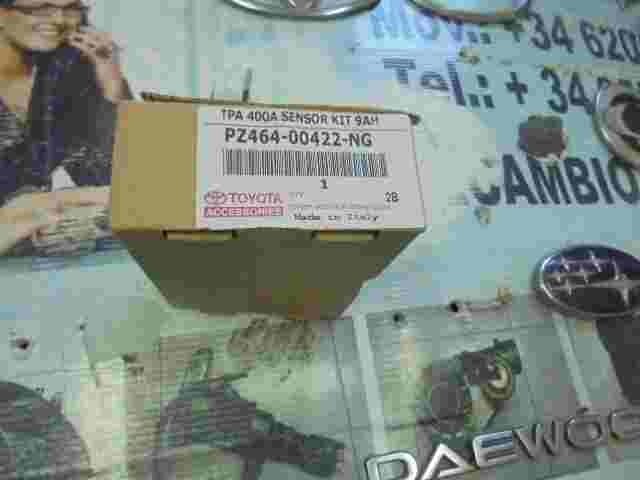 MOV.: +34 620
Tel.: + 34
CAMBIO
TPA 400A SENSOR KIT 9AH
PZ464-00422-NG
1
TOYOTA
2B
ACCESSORIES
Made in Italy
DAEWOO